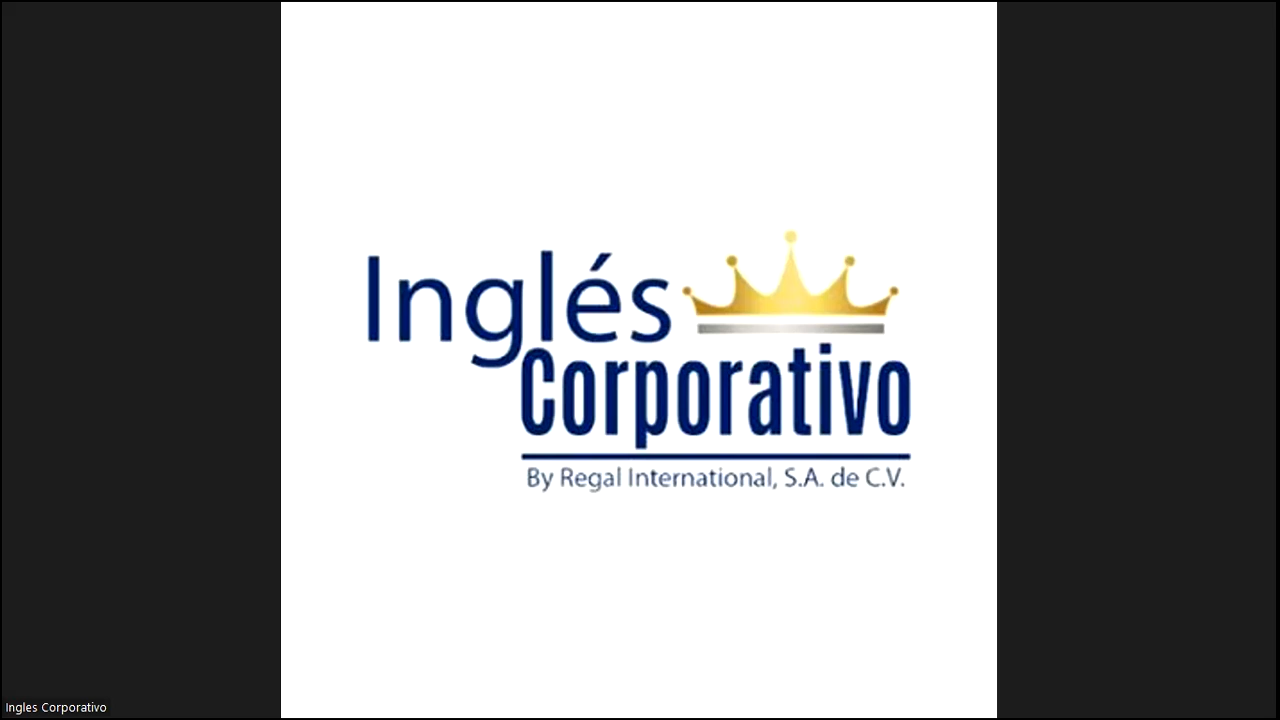 Inglés
Corporativo
By Regal International, S.A. de C.V.
Ingles Corporativo